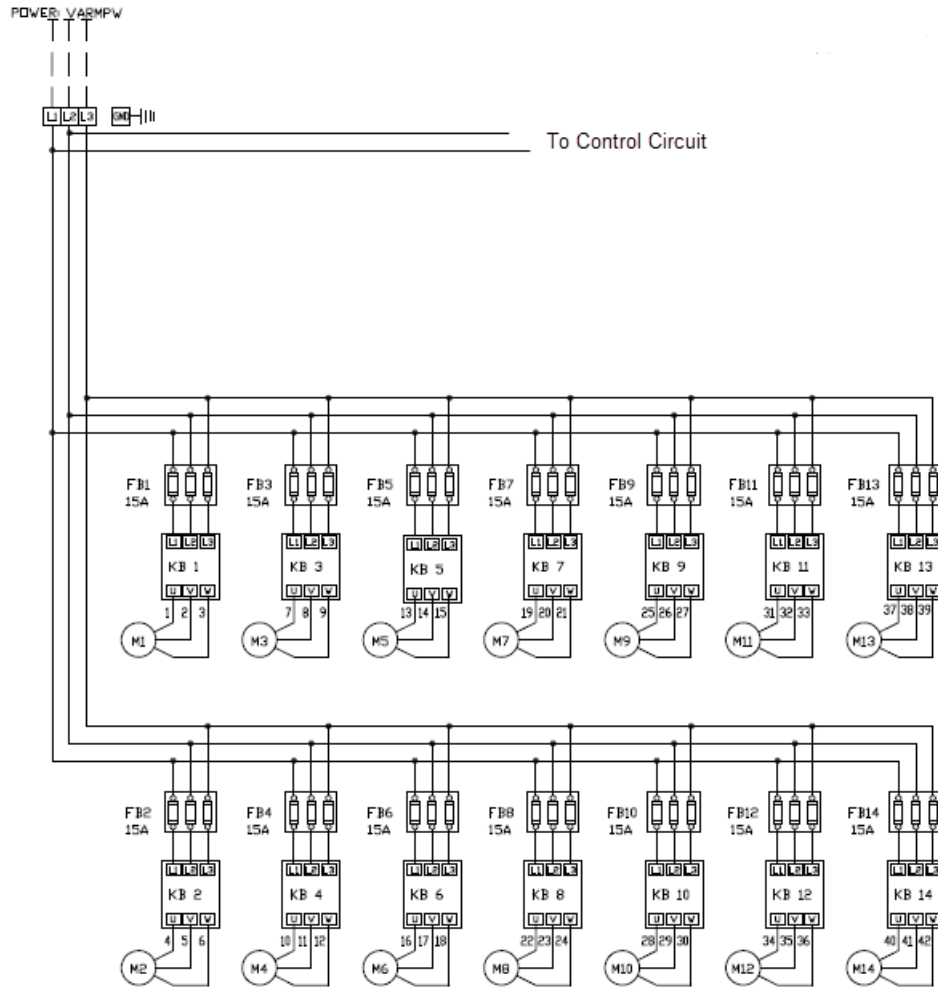 POWER: VARMPW
L1 L2 L3 GND
To Control Circuit
FB1 15A FB3 15A FB5 15A FB7 15A FB9 15A FB11 15A FB13 15A
L1 L2 L3 L1 L2 L3 L1 L2 L3 L1 L2 L3 L1 L2 L3 L1 L2 L3 L1 L2 L3
KB 1 KB 3 KB 5 KB 7 KB 9 KB 11 KB 13
U V W U V W U V W U V W U V W U V W U V W
1 2 3 7 8 9 13 14 15 19 20 21 25 26 27 31 32 33 37 38 39
M1 M3 M5 M7 M9 M11 M13
FB2 15A FB4 15A FB6 15A FB8 15A FB10 15A FB12 15A FB14 15A
L1 L2 L3 L1 L2 L3 L1 L2 L3 L1 L2 L3 L1 L2 L3 L1 L2 L3 L1 L2 L3
KB 2 KB 4 KB 6 KB 8 KB 10 KB 12 KB 14
U V W U V W U V W U V W U V W U V W U V W
4 5 6 10 11 12 16 17 18 22 23 24 28 29 30 34 35 36 40 41 42
M2 M4 M6 M8 M10 M12 M14